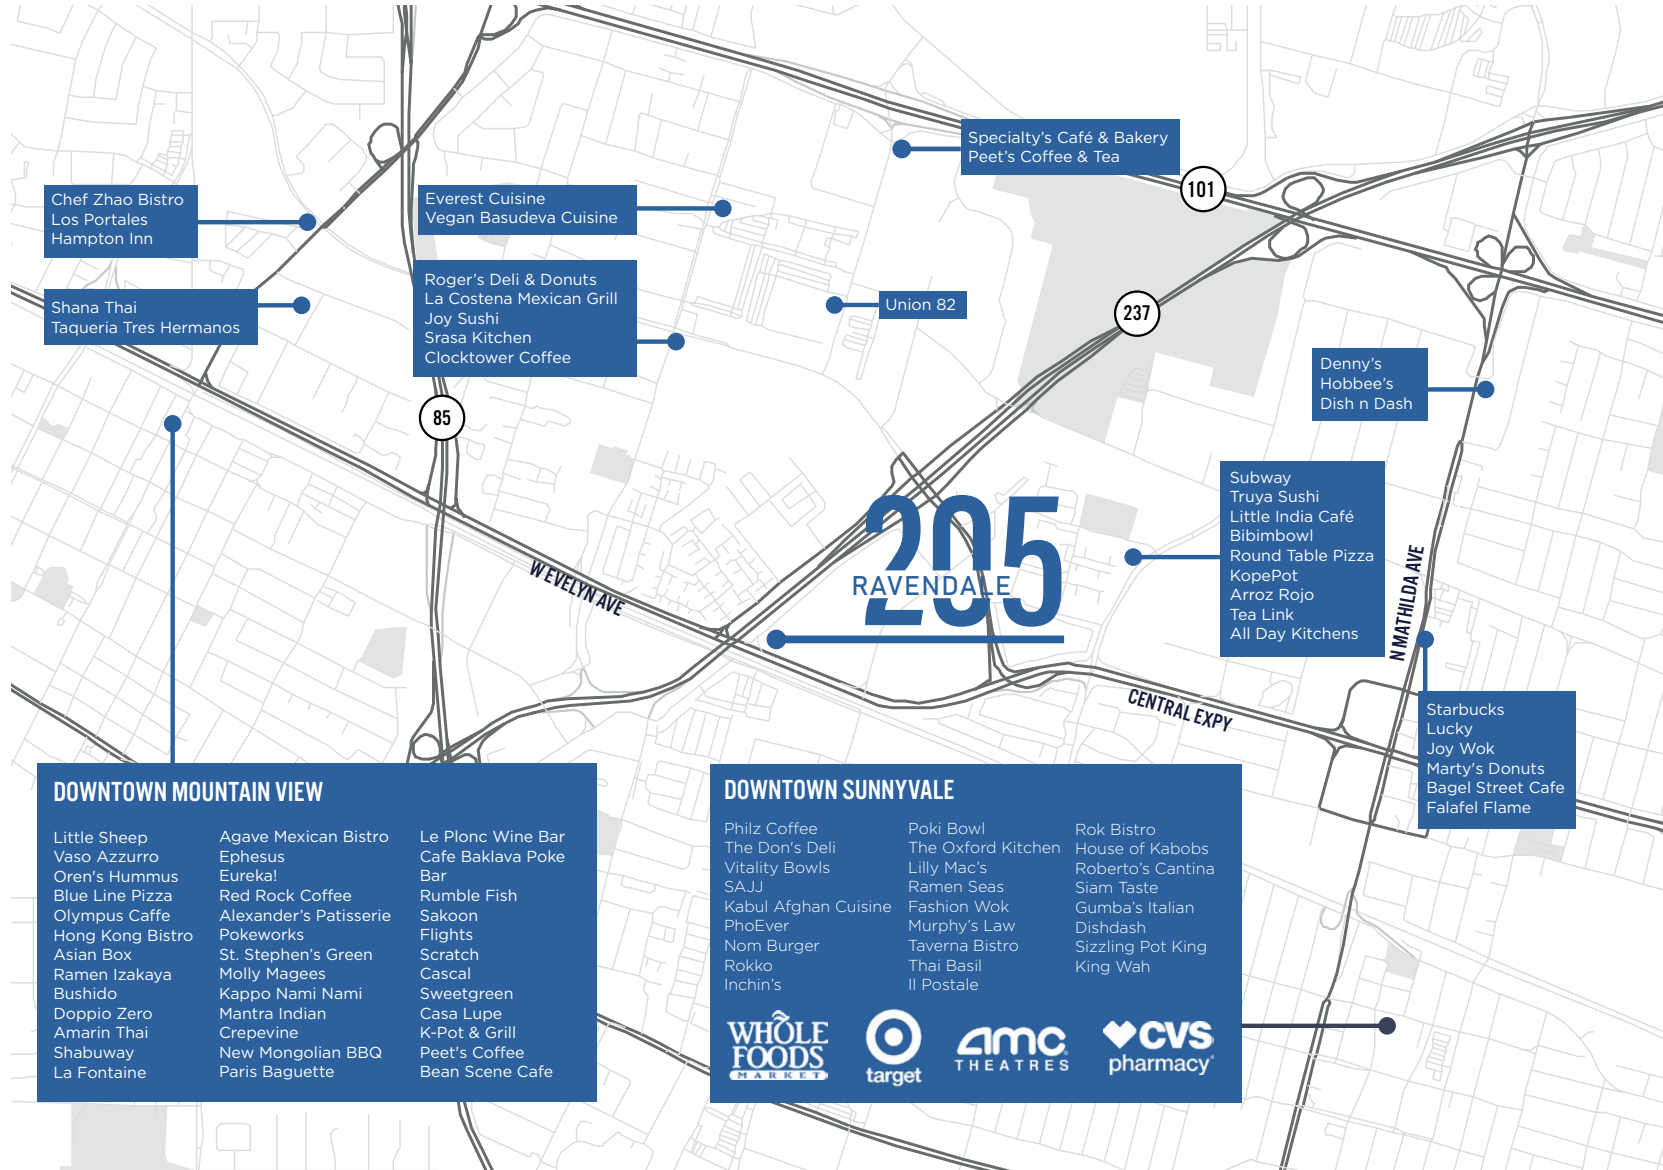 Specialty's Café & Bakery
Peet's Coffee & Tea
101
Chef Zhao Bistro
Los Portales
Hampton Inn
Everest Cuisine
Vegan Basudeva Cuisine
Roger's Deli & Donuts
La Costena Mexican Grill
Joy Sushi
Srasa Kitchen
Clocktower Coffee
Shana Thai
Taqueria Tres Hermanos
Union 82
237
Denny's
Hobbee's
Dish n Dash
85
Subway
Truya Sushi
Little India Café
Bibimbowl
Round Table Pizza
KopePot
Arroz Rojo
Tea Link
All Day Kitchens
205
RAVENDALE
W EVELYN AVE
N MATHILDA AVE
CENTRAL EXPY
Starbucks
Lucky
Joy Wok
Marty's Donuts
Bagel Street Cafe
Falafel Flame
DOWNTOWN MOUNTAIN VIEW
Little Sheep
Vaso Azzurro
Oren's Hummus
Blue Line Pizza
Olympus Caffe
Hong Kong Bistro
Asian Box
Ramen Izakaya
Bushido
Doppio Zero
Amarin Thai
Shabuway
La Fontaine
Agave Mexican Bistro
Ephesus
Eureka!
Red Rock Coffee
Alexander's Patisserie
Pokeworks
St. Stephen's Green
Molly Magees
Kappo Nami Nami
Mantra Indian
Crepevine
New Mongolian BBQ
Paris Baguette
Le Plonc Wine Bar
Cafe Baklava Poke
Bar
Rumble Fish
Sakoon
Flights
Scratch
Cascal
Sweetgreen
Casa Lupe
K-Pot & Grill
Peet's Coffee
Bean Scene Cafe
DOWNTOWN SUNNYVALE
Philz Coffee
The Don's Deli
Vitality Bowls
SAJJ
Kabul Afghan Cuisine
PhoEver
Nom Burger
Rokko
Inchin's
Poki Bowl
The Oxford Kitchen
Lilly Mac's
Ramen Seas
Fashion Wok
Murphy's Law
Taverna Bistro
Thai Basil
Il Postale
Rok Bistro
House of Kabobs
Roberto's Cantina
Siam Taste
Gumba's Italian
Dishdash
Sizzling Pot King
King Wah
WHOLE
FOODS
MARKET
target
amc
THEATRES
CVS
pharmacy